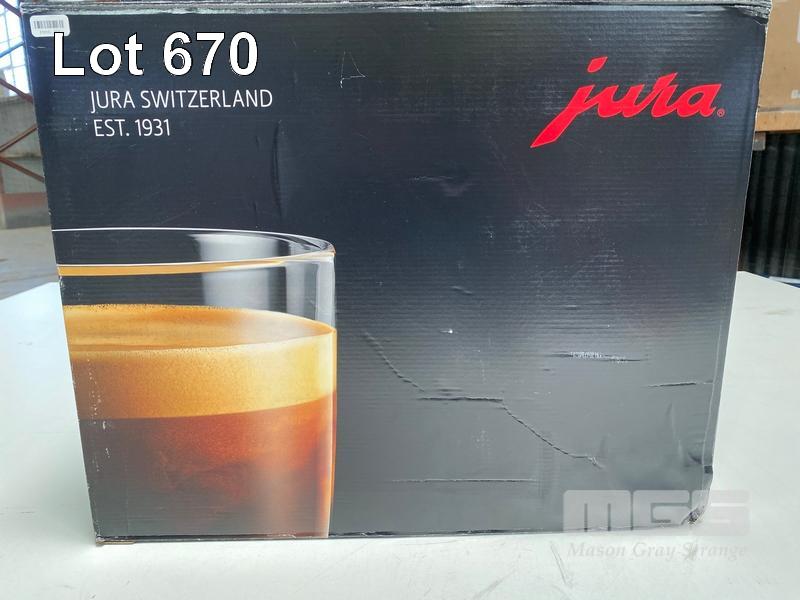 Lot 670
JURA SWITZERLAND
EST. 1931
jura
MGS
Mason Gray Strange